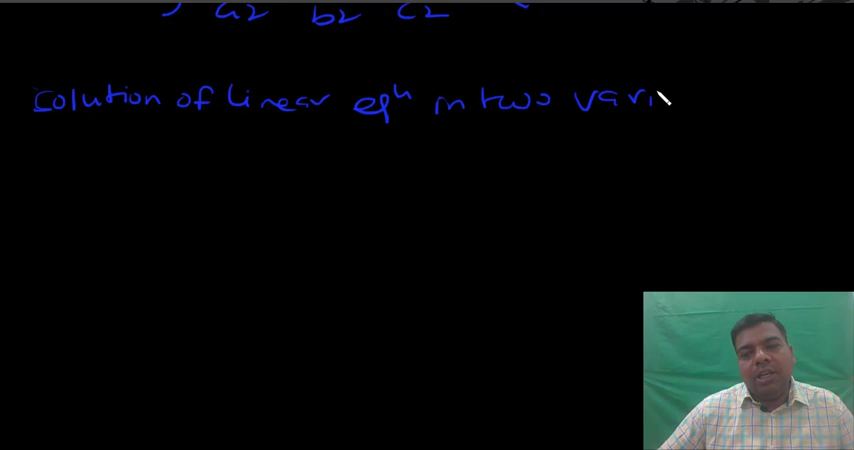 a2 b2 c2
Solution of linear eqn in two vari